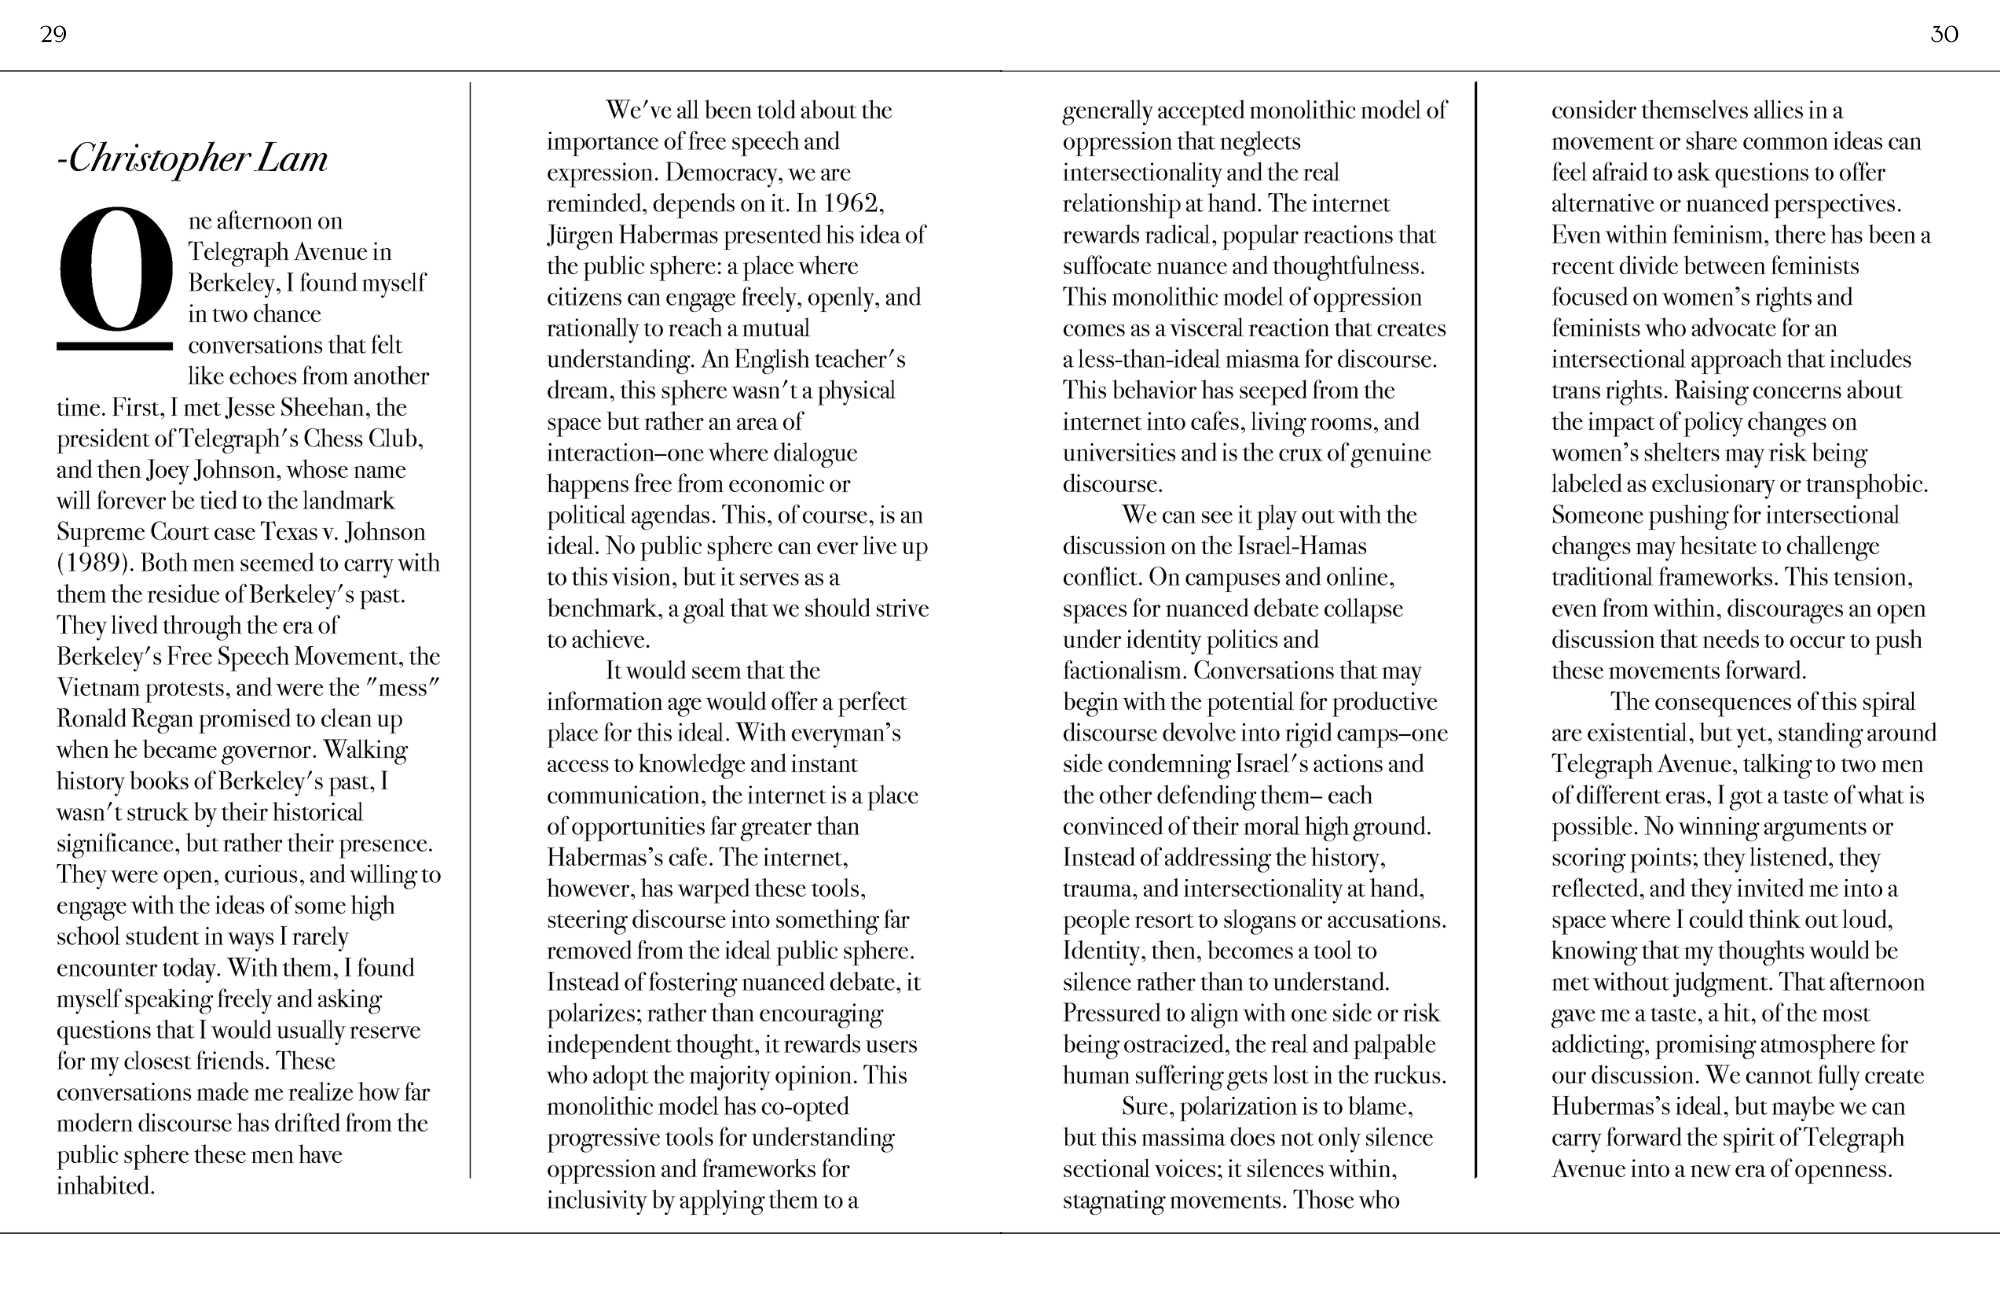 29
30
-Christopher Lam
One afternoon on
Telegraph Avenue in
Berkeley, I found myself
in two chance
conversations that felt
like echoes from another
time. First, I met Jesse Sheehan, the
president of Telegraph's Chess Club,
and then Joey Johnson, whose name
will forever be tied to the landmark
Supreme Court case Texas v. Johnson
(1989). Both men seemed to carry with
them the residue of Berkeley's past.
They lived through the era of
Berkeley's Free Speech Movement, the
Vietnam protests, and were the "mess"
Ronald Regan promised to clean up
when he became governor. Walking
history books of Berkeley's past, I
wasn't struck by their historical
significance, but rather their presence.
They were open, curious, and willing to
engage with the ideas of some high
school student in ways I rarely
encounter today. With them, I found
myself speaking freely and asking
questions that I would usually reserve
for my closest friends. These
conversations made me realize how far
modern discourse has drifted from the
public sphere these men have
inhabited.
We've all been told about the
importance of free speech and
expression. Democracy, we are
reminded, depends on it. In 1962,
Jürgen Habermas presented his idea of
the public sphere: a place where
citizens can engage freely, openly, and
rationally to reach a mutual
understanding. An English teacher's
dream, this sphere wasn't a physical
space but rather an area of
interaction—one where dialogue
happens free from economic or
political agendas. This, of course, is an
ideal. No public sphere can ever live up
to this vision, but it serves as a
benchmark, a goal that we should strive
to achieve.
It would seem that the
information age would offer a perfect
place for this ideal. With everyman’s
access to knowledge and instant
communication, the internet is a place
of opportunities far greater than
Habermas’s cafe. The internet,
however, has warped these tools,
steering discourse into something far
removed from the ideal public sphere.
Instead of fostering nuanced debate, it
polarizes; rather than encouraging
independent thought, it rewards users
who adopt the majority opinion. This
monolithic model has co-opted
progressive tools for understanding
oppression and frameworks for
inclusivity by applying them to a
generally accepted monolithic model of
oppression that neglects
intersectionality and the real
relationship at hand. The internet
rewards radical, popular reactions that
suffocate nuance and thoughtfulness.
This monolithic model of oppression
comes as a visceral reaction that creates
a less-than-ideal miasma for discourse.
This behavior has seeped from the
internet into cafes, living rooms, and
universities and is the crux of genuine
discourse.
We can see it play out with the
discussion on the Israel-Hamas
conflict. On campuses and online,
spaces for nuanced debate collapse
under identity politics and
factionalism. Conversations that may
begin with the potential for productive
discourse devolve into rigid camps—one
side condemning Israel's actions and
the other defending them— each
convinced of their moral high ground.
Instead of addressing the history,
trauma, and intersectionality at hand,
people resort to slogans or accusations.
Identity, then, becomes a tool to
silence rather than to understand.
Pressured to align with one side or risk
being ostracized, the real and palpable
human suffering gets lost in the ruckus.
Sure, polarization is to blame,
but this massima does not only silence
sectional voices; it silences within,
stagnating movements. Those who
consider themselves allies in a
movement or share common ideas can
feel afraid to ask questions to offer
alternative or nuanced perspectives.
Even within feminism, there has been a
recent divide between feminists
focused on women’s rights and
feminists who advocate for an
intersectional approach that includes
trans rights. Raising concerns about
the impact of policy changes on
women’s shelters may risk being
labeled as exclusionary or transphobic.
Someone pushing for intersectional
changes may hesitate to challenge
traditional frameworks. This tension,
even from within, discourages an open
discussion that needs to occur to push
these movements forward.
The consequences of this spiral
are existential, but yet, standing around
Telegraph Avenue, talking to two men
of different eras, I got a taste of what is
possible. No winning arguments or
scoring points; they listened, they
reflected, and they invited me into a
space where I could think out loud,
knowing that my thoughts would be
met without judgment. That afternoon
gave me a taste, a hit, of the most
addicting, promising atmosphere for
our discussion. We cannot fully create
Hubermas’s ideal, but maybe we can
carry forward the spirit of Telegraph
Avenue into a new era of openness.